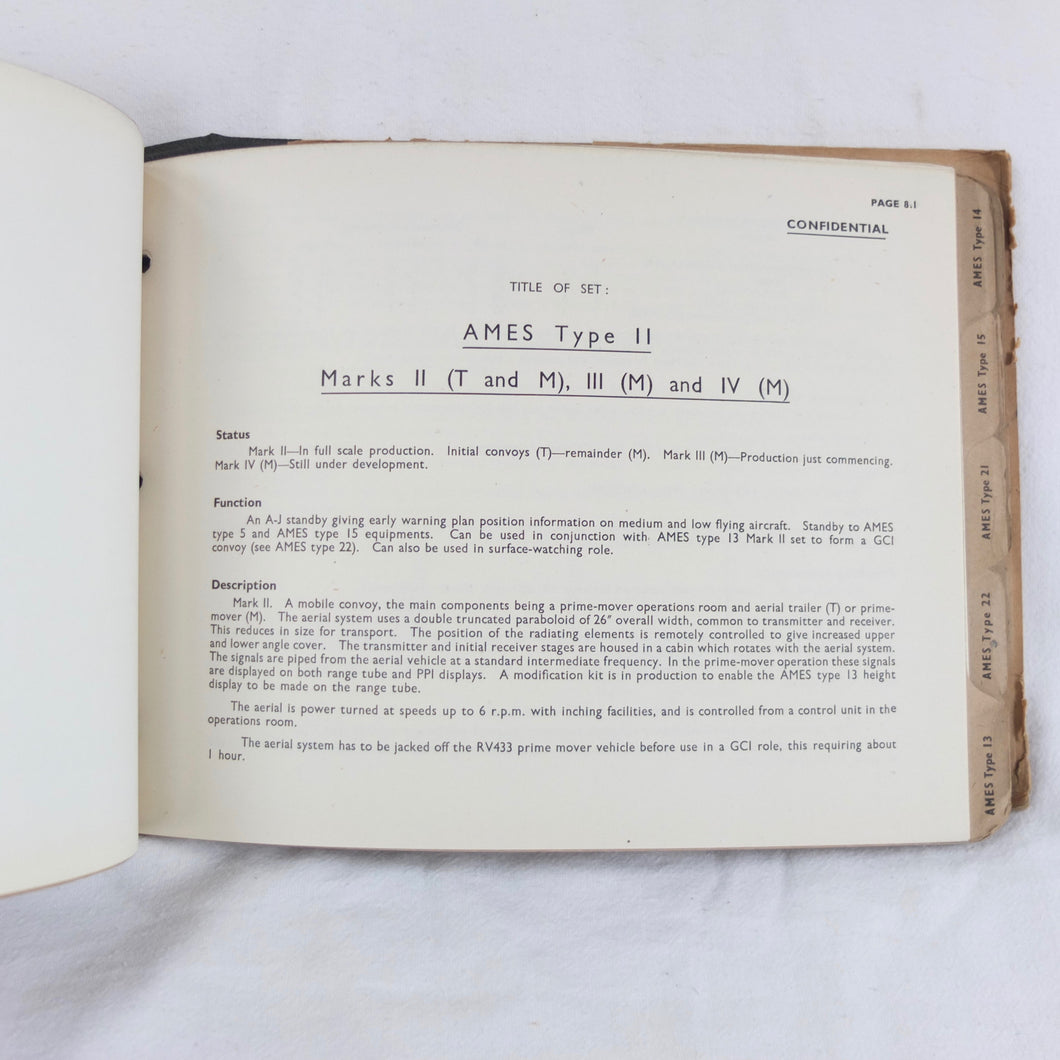 PAGE 8.1
CONFIDENTIAL
TITLE OF SET :
AMES Type 11
Marks II (T and M), III (M) and IV (M)
Status
Mark II—In full scale production. Initial convoys (T)—remainder (M). Mark III (M)—Production just commencing.
Mark IV (M)—Still under development.
Function
An A-J standby giving early warning plan position information on medium and low flying aircraft. Standby to AMES
type 5 and AMES type 15 equipments. Can be used in conjunction with AMES type 13 Mark II set to form a GCI
convoy (see AMES type 22). Can also be used in surface-watching role.
Description
Mark II. A mobile convoy, the main components being a prime-mover operations room and aerial trailer (T) or prime-
mover (M). The aerial system uses a double truncated paraboloid of 26" overall width, common to transmitter and receiver.
This reduces in size for transport. The position of the radiating elements is remotely controlled to give increased upper
and lower angle cover. The transmitter and initial receiver stages are housed in a cabin which rotates with the aerial system.
The signals are piped from the aerial vehicle at a standard intermediate frequency. In the prime-mover operation these signals
are displayed on both range tube and PPI displays. A modification kit is in production to enable the AMES type 13 height
display to be made on the range tube.
The aerial is power turned at speeds up to 6 r.p.m. with inching facilities, and is controlled from a control unit in the
operations room.
The aerial system has to be jacked off the RV433 prime mover vehicle before use in a GCI role, this requiring about
1 hour.
AMES Type 14
AMES Type 15
AMES Type 21
AMES Type 22
AMES Type 13